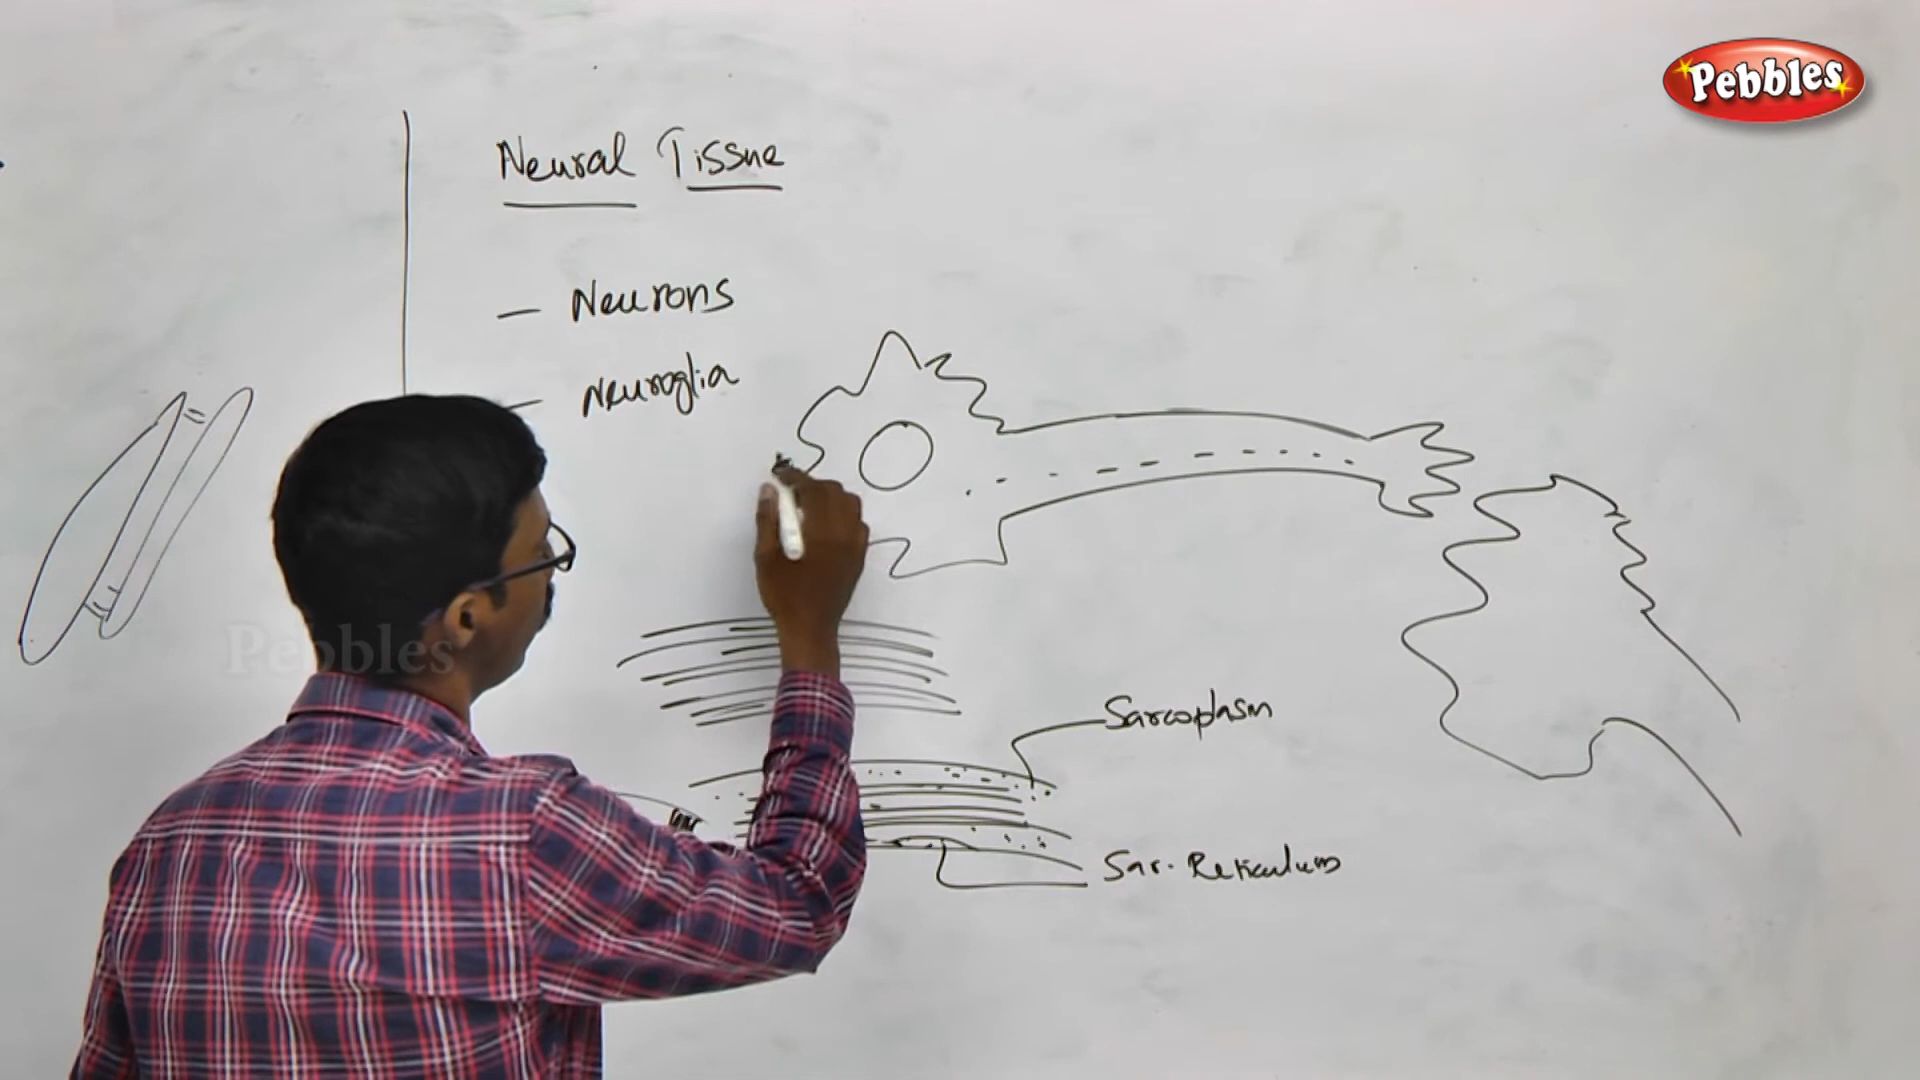 Pebbles
Neural Tissue
— Neurons
— Neuroglia
Pebbles
Sarcoplasm
Sar. Reticulum